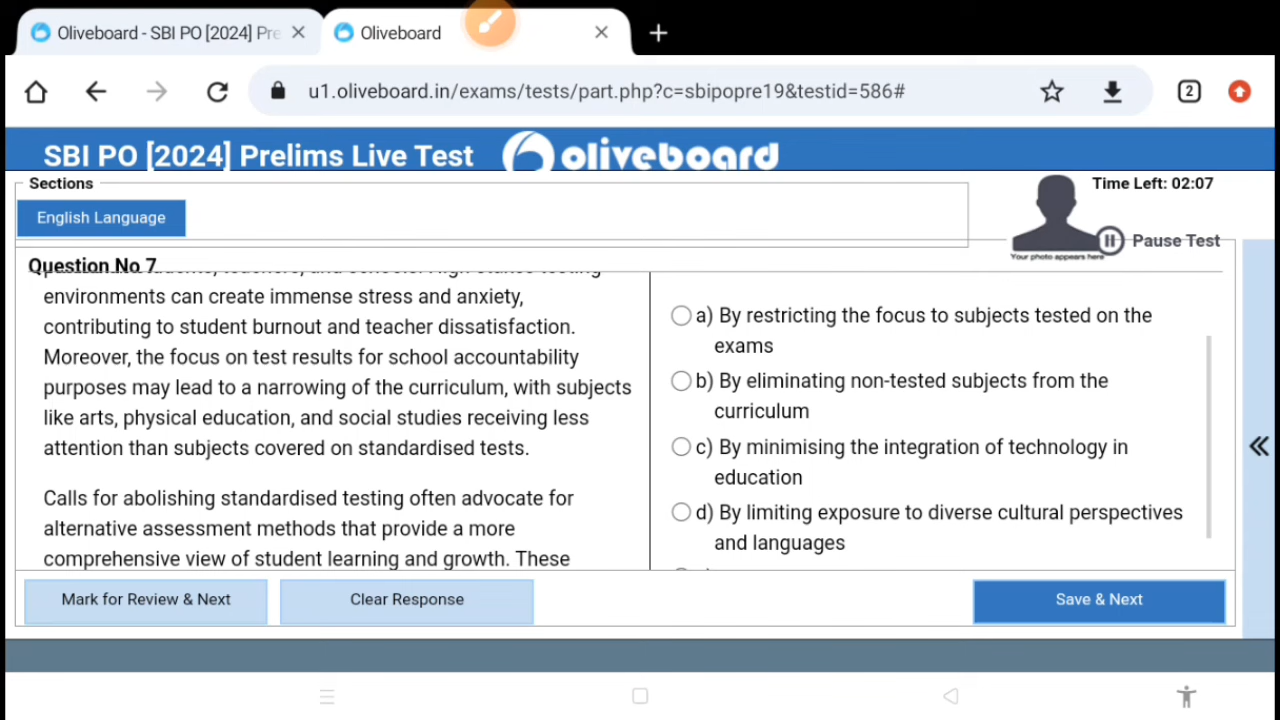 Oliveboard - SBI PO [2024] Pre
Oliveboard
u1.oliveboard.in/exams/tests/part.php?c=sbipopre19&testid=586#
2
SBI PO [2024] Prelims Live Test
oliveboard
Sections
English Language
Time Left: 02:07
Pause Test
Your photo appears here
Question No 7
environments can create immense stress and anxiety,
contributing to student burnout and teacher dissatisfaction.
Moreover, the focus on test results for school accountability
purposes may lead to a narrowing of the curriculum, with subjects
like arts, physical education, and social studies receiving less
attention than subjects covered on standardised tests.
Calls for abolishing standardised testing often advocate for
alternative assessment methods that provide a more
comprehensive view of student learning and growth. These
a) By restricting the focus to subjects tested on the
exams
b) By eliminating non-tested subjects from the
curriculum
c) By minimising the integration of technology in
education
d) By limiting exposure to diverse cultural perspectives
and languages
Mark for Review & Next
Clear Response
Save & Next